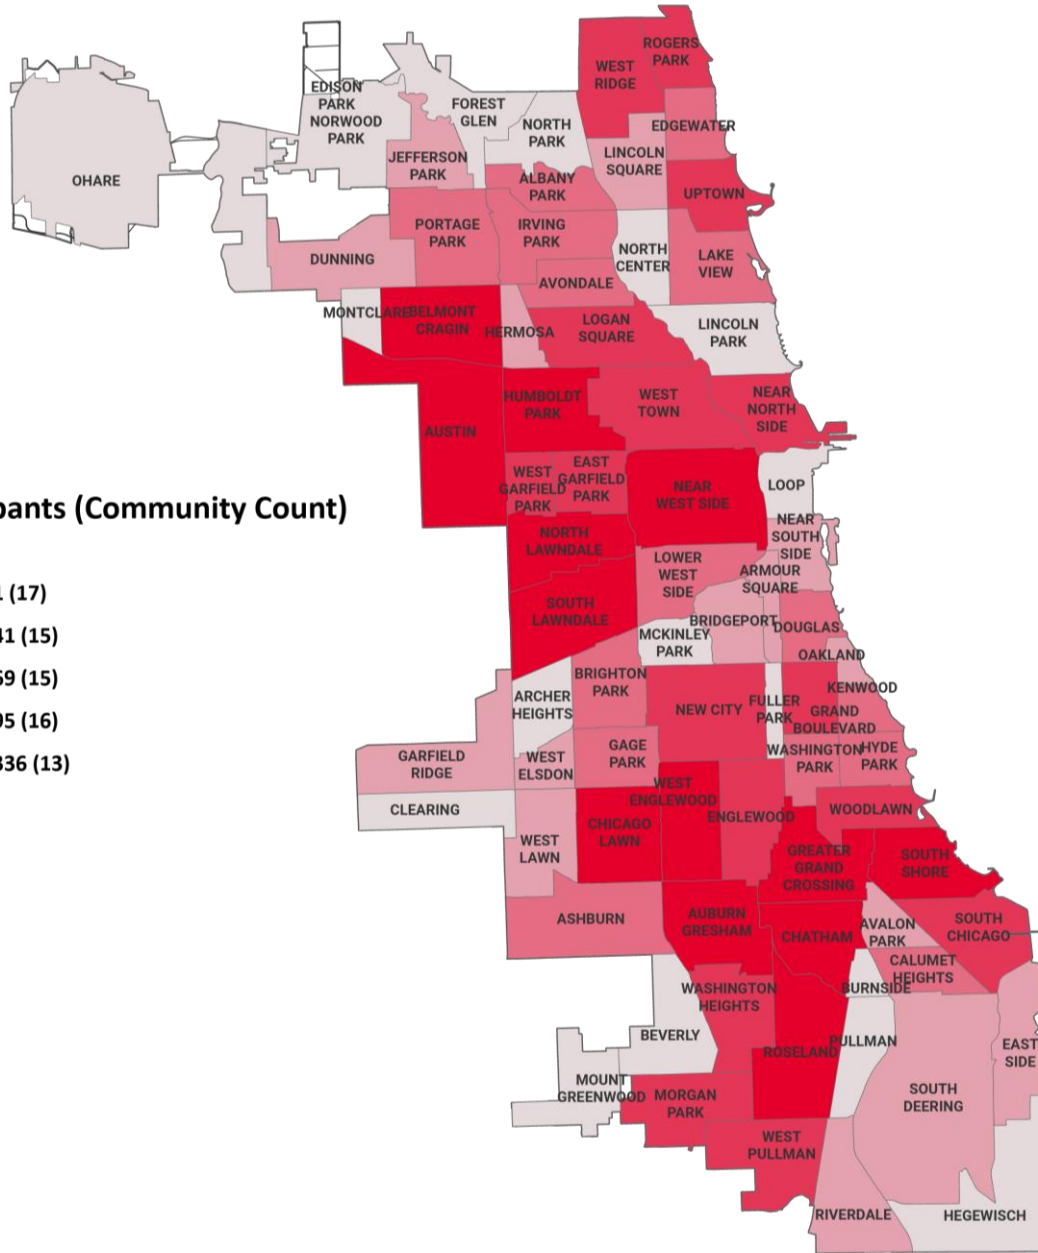 ROGERS
PARK
WEST
RIDGE
EDISON
PARK
NORWOOD
PARK
FOREST
GLEN
NORTH
PARK
EDGEWATER
LINCOLN
SQUARE
JEFFERSON
PARK
OHARE
ALBANY
PARK
UPTOWN
PORTAGE
PARK
IRVING
PARK
NORTH
CENTER
LAKE
VIEW
DUNNING
AVONDALE
MONTCLARE
BELMONT
CRAGIN
HERMOSA
LOGAN
SQUARE
LINCOLN
PARK
HUMBOLDT
PARK
WEST
TOWN
NEAR
NORTH
SIDE
AUSTIN
WEST
GARFIELD
PARK
EAST
GARFIELD
PARK
NEAR
WEST SIDE
LOOP
pants (Community Count)
NEAR
SOUTH
SIDE
NORTH
LAWNDALE
LOWER
WEST
SIDE
ARMOUR
SQUARE
1 (17)
SOUTH
LAWNDALE
BRIDGEPORT
DOUGLAS
41 (15)
MCKINLEY
PARK
OAKLAND
59 (15)
BRIGHTON
PARK
KENWOOD
ARCHER
HEIGHTS
NEW CITY
FULLER
PARK
GRAND
BOULEVARD
95 (16)
GAGE
PARK
WASHINGTON
PARK
HYDE
PARK
336 (13)
GARFIELD
RIDGE
WEST
ELSDON
WEST
ENGLEWOOD
CLEARING
ENGLEWOOD
WOODLAWN
CHICAGO
LAWN
WEST
LAWN
GREATER
GRAND
CROSSING
SOUTH
SHORE
ASHBURN
AUBURN
GRESHAM
CHATHAM
AVALON
PARK
SOUTH
CHICAGO
CALUMET
HEIGHTS
WASHINGTON
HEIGHTS
BURNSIDE
BEVERLY
ROSELAND
PULLMAN
EAST
SIDE
MOUNT
GREENWOOD
MORGAN
PARK
SOUTH
DEERING
WEST
PULLMAN
RIVERDALE
HEGEWISCH